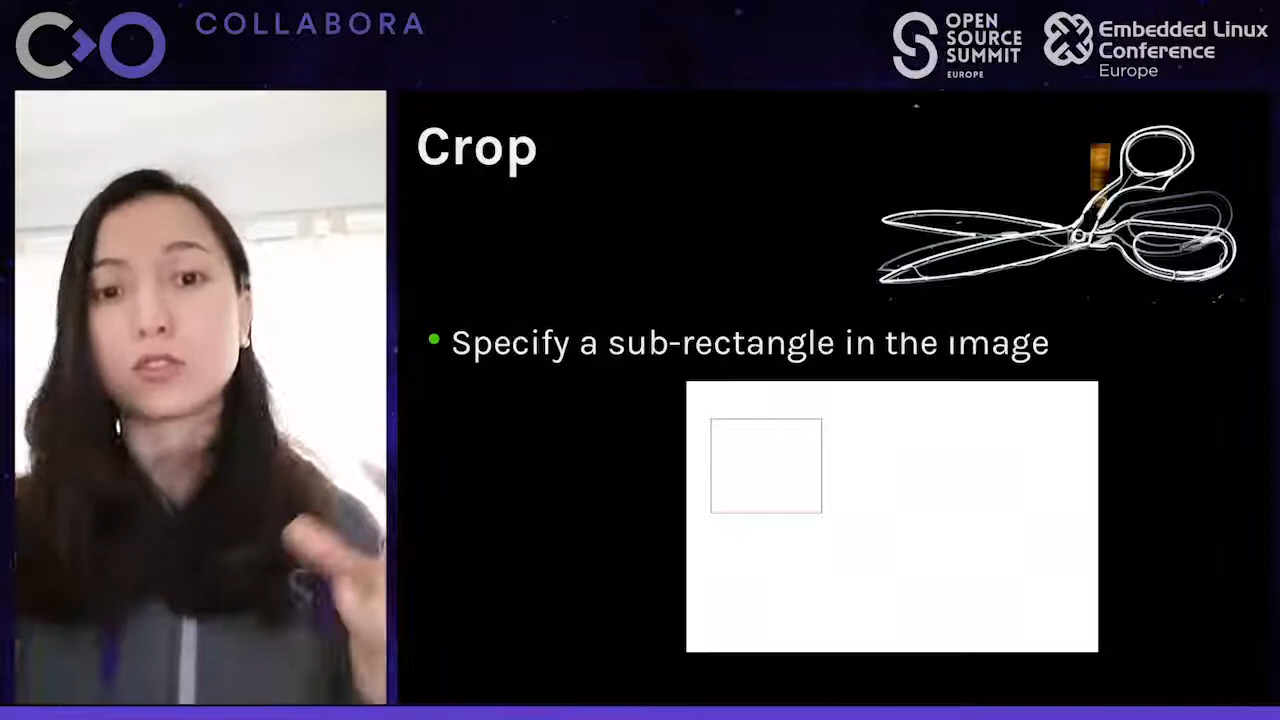 COLLABORA
OPEN
SOURCE
SUMMIT
EUROPE
Embedded Linux
Conference
Europe
Crop
Specify a sub-rectangle in the image